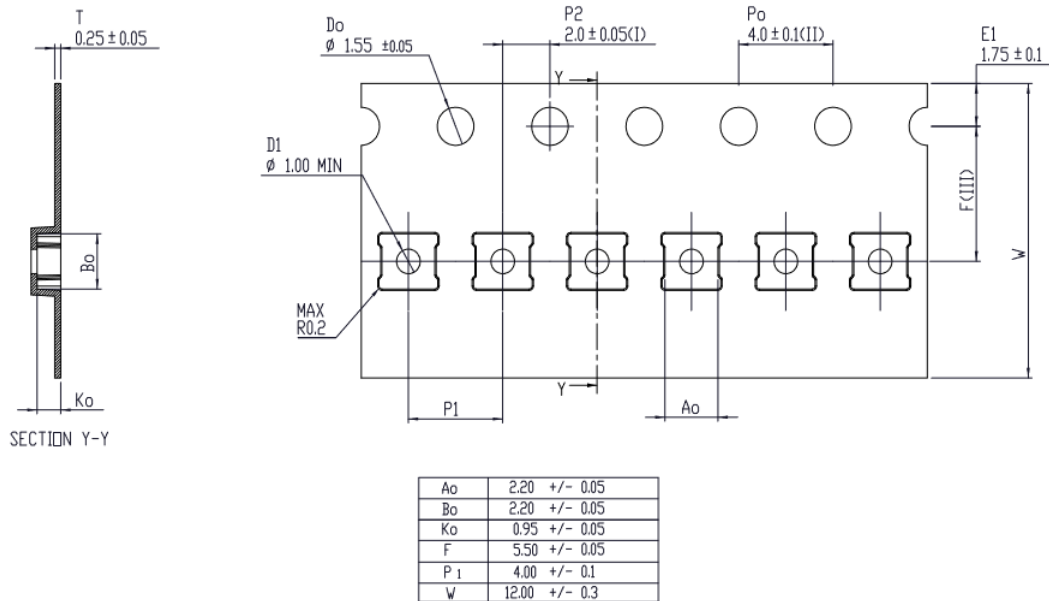 T
0.25 ±0.05
Do
ø 1.55 ±0.05
P2
2.0 ±0.05(I)
Po
4.0 ±0.1(II)
E1
1.75 ±0.1
Y
D1
ø 1.00 MIN
F(III)
W
Bo
MAX
R0.2
Ko
P1
Y
Ao
SECTION Y-Y
Ao 2.20 +/- 0.05
Bo 2.20 +/- 0.05
Ko 0.95 +/- 0.05
F 5.50 +/- 0.05
P 1 4.00 +/- 0.1
W 12.00 +/- 0.3